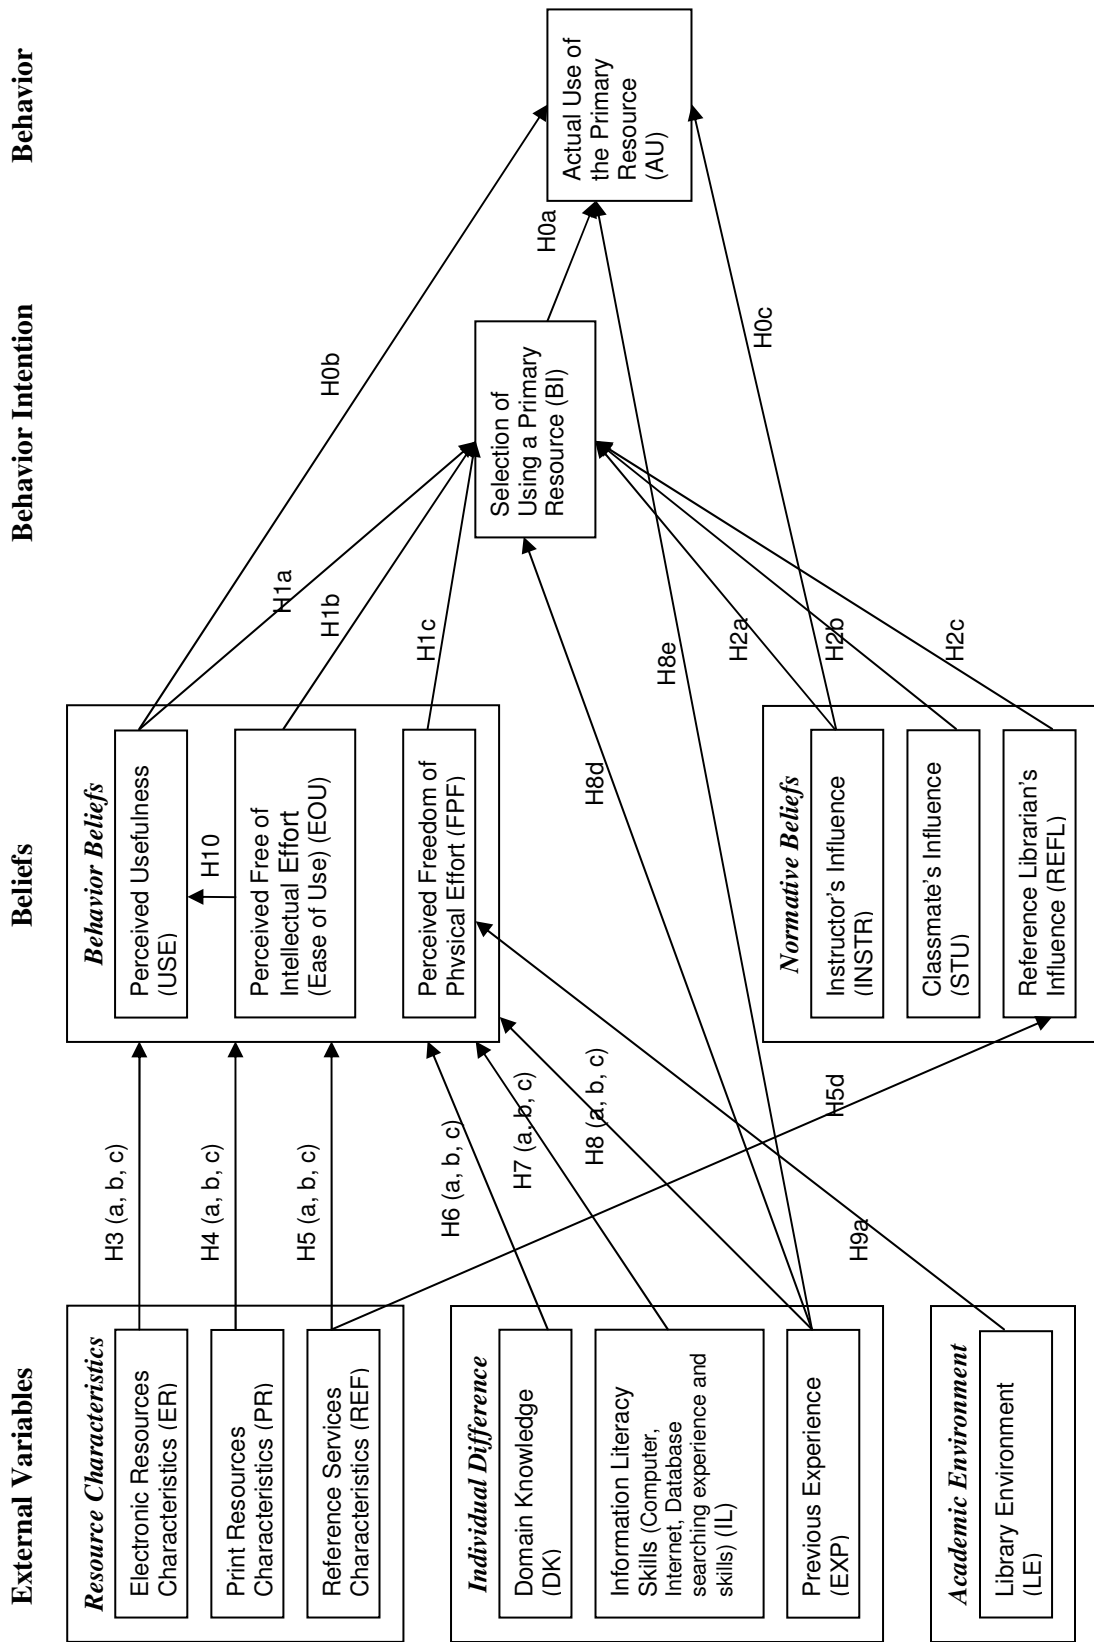 External Variables
Beliefs
Behavior Intention
Behavior
Resource Characteristics
Electronic Resources
Characteristics (ER)
Print Resources
Characteristics (PR)
Reference Services
Characteristics (REF)
Individual Difference
Domain Knowledge
(DK)
Information Literacy
Skills (Computer,
Internet, Database
searching experience and
skills) (IL)
Previous Experience
(EXP)
Academic Environment
Library Environment
(LE)
H3 (a, b, c)
H4 (a, b, c)
H5 (a, b, c)
H6 (a, b, c)
H7 (a, b, c)
H8 (a, b, c)
H5d
H9a
Behavior Beliefs
Perceived Usefulness
(USE)
H10
Perceived Free of
Intellectual Effort
(Ease of Use) (EOU)
Perceived Freedom of
Physical Effort (FPF)
Normative Beliefs
Instructor's Influence
(INSTR)
Classmate's Influence
(STU)
Reference Librarian's
Influence (REFL)
H0b
H1a
H1b
H1c
H8d
H8e
H2a
H2b
H2c
H0c
Selection of
Using a Primary
Resource (BI)
H0a
Actual Use of
the Primary
Resource
(AU)